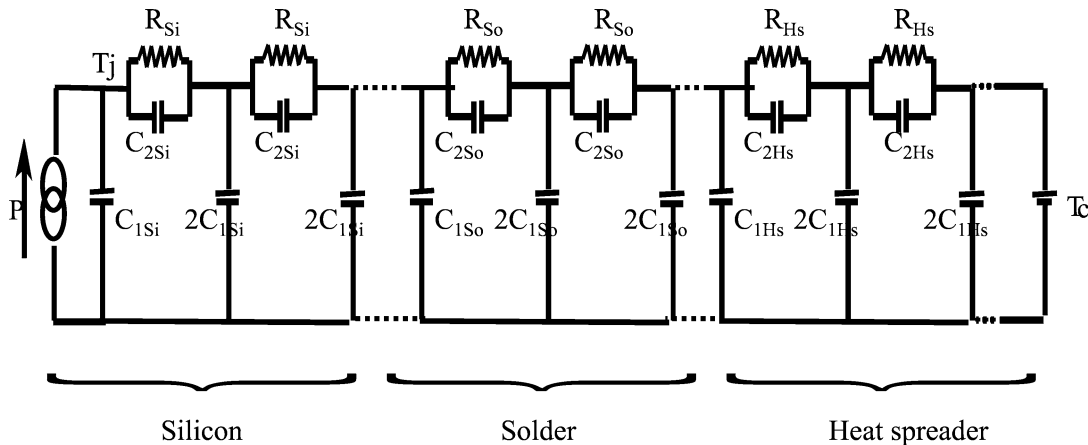 R_Si R_Si R_So R_So R_Hs R_Hs
Tj
C_2Si C_2Si C_2So C_2So C_2Hs C_2Hs
P C_1Si 2C_1Si 2C_1Si C_1So 2C_1So 2C_1So C_1Hs 2C_1Hs 2C_1Hs Tc
Silicon Solder Heat spreader